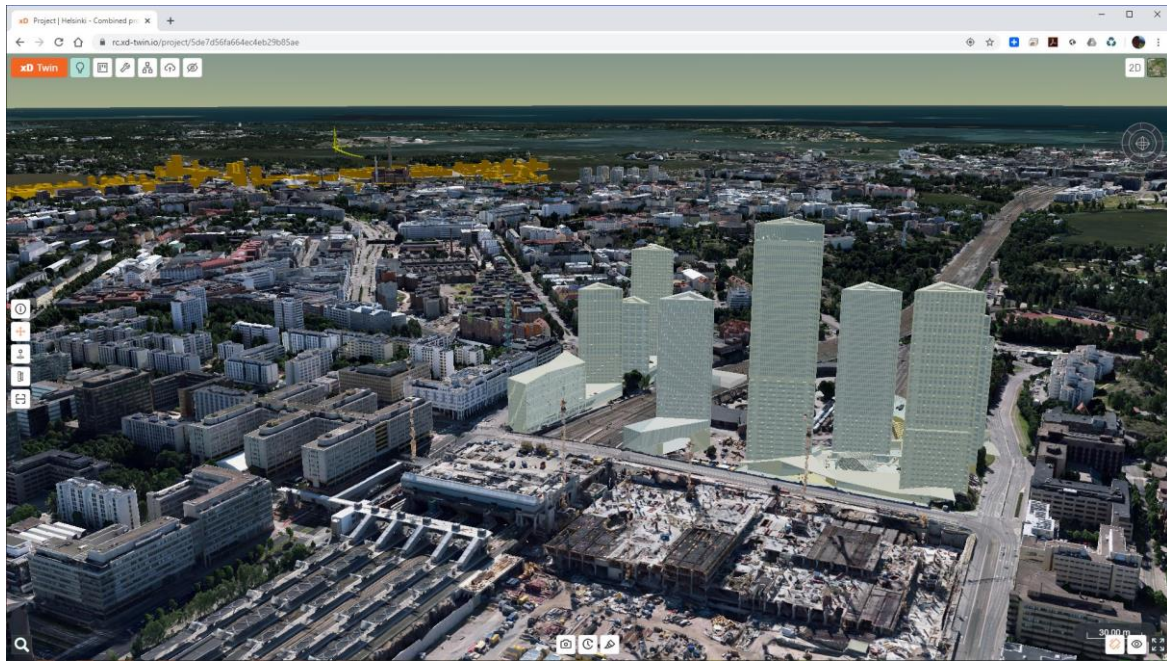 xD Project | Helsinki - Combined pro
rc.xd-twin.io/project/5de7d56fa664ec4eb29b85ae
xD Twin
2D
30.00 m